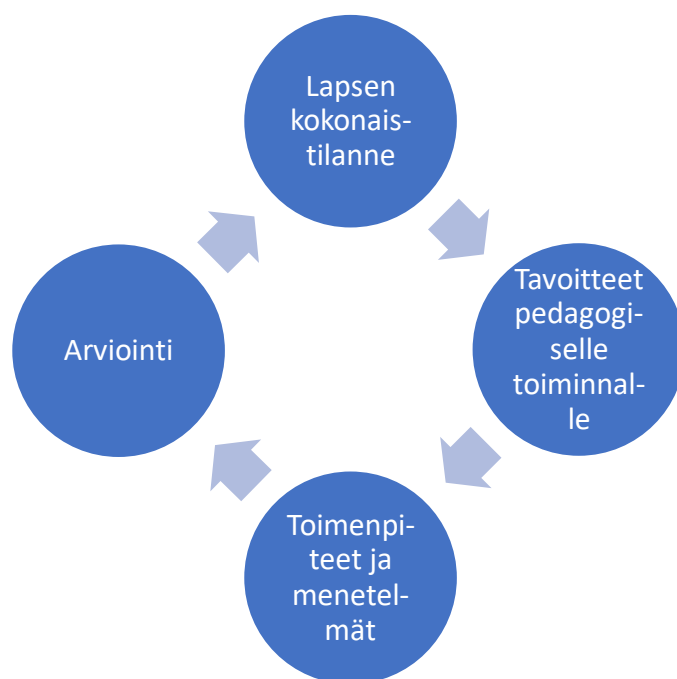 Lapsen
kokonais-
tilanne
Tavoitteet
pedagogi-
selle
toiminnal-
le
Toimenpi-
teet ja
menetel-
mät
Arviointi